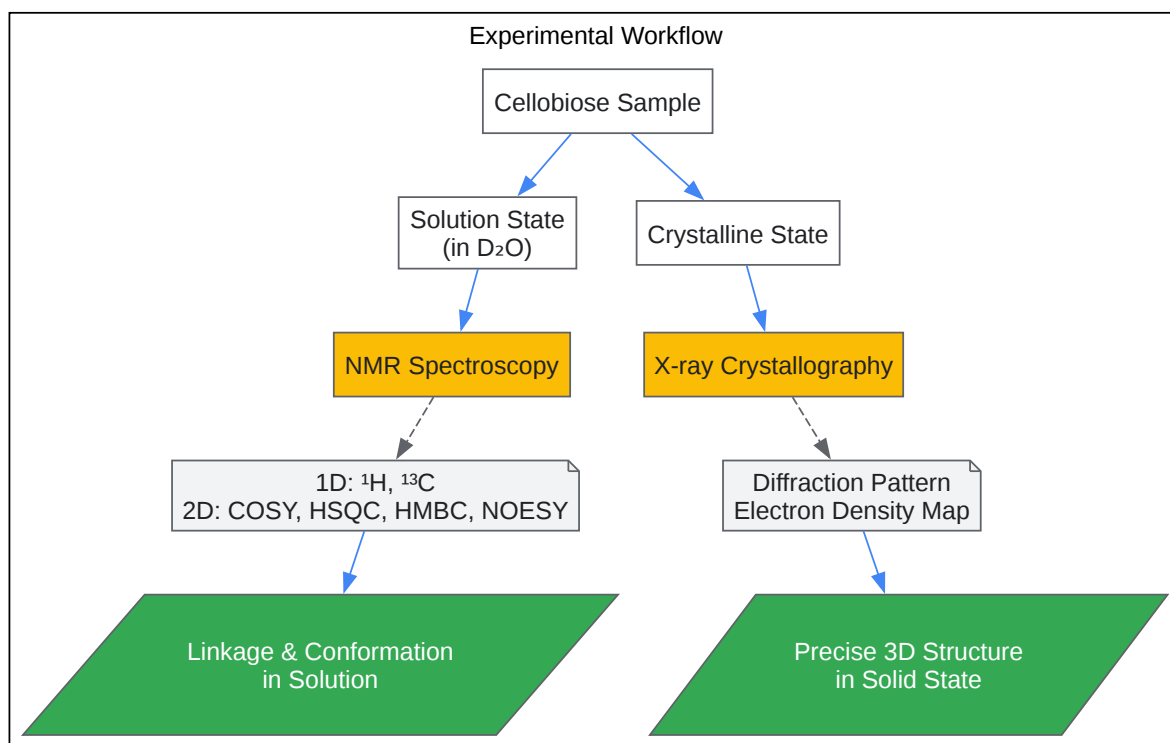 Experimental Workflow
Cellobiose Sample
Solution State
(in D₂O)
Crystalline State
NMR Spectroscopy
X-ray Crystallography
1D: ¹H, ¹³C
2D: COSY, HSQC, HMBC, NOESY
Diffraction Pattern
Electron Density Map
Linkage & Conformation
in Solution
Precise 3D Structure
in Solid State